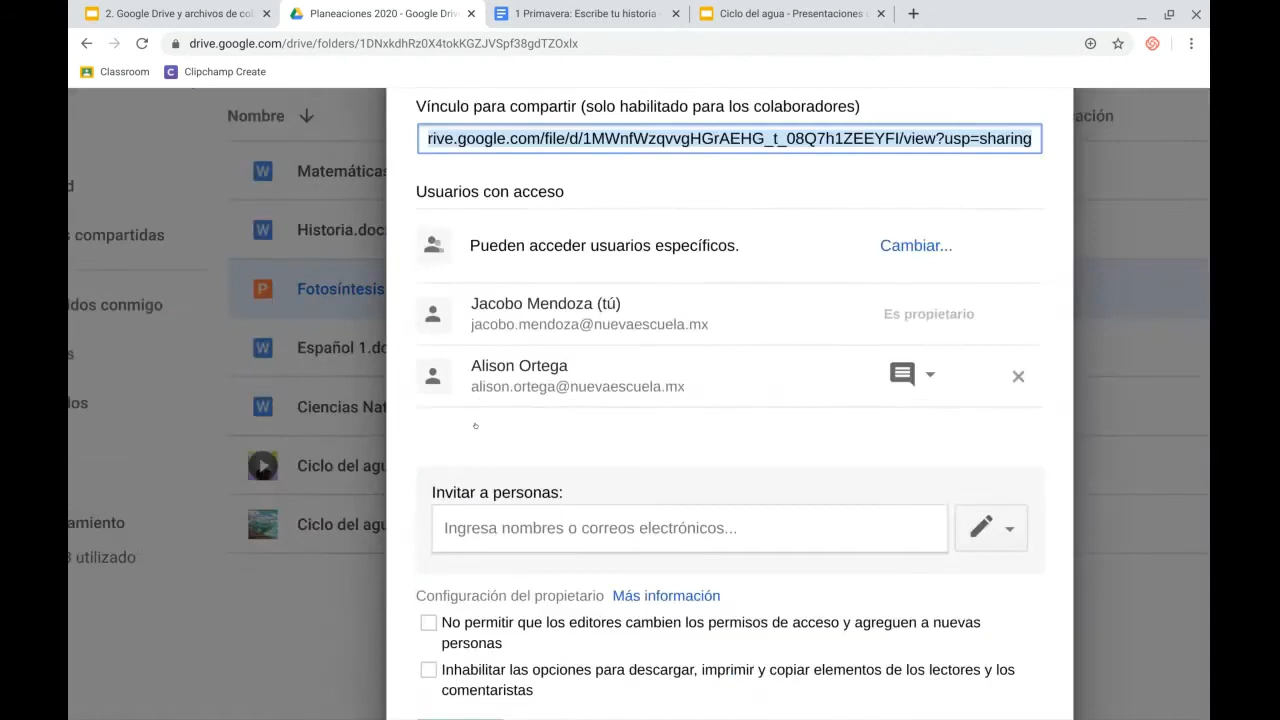 2. Google Drive y archivos de col
Planeaciones 2020 - Google Drive
1 Primavera: Escribe tu historia -
Ciclo del agua - Presentaciones
drive.google.com/drive/folders/1DNxkdhRz0X4tokKGZJVSpf38gdTZOxlx
Classroom
Clipchamp Create
Nombre
ación
Vínculo para compartir (solo habilitado para los colaboradores)
rive.google.com/file/d/1MWnfWzqvvgHGrAEHG_t_08Q7h1ZEEYFI/view?usp=sharing
Matemáticas
d
Usuarios con acceso
s compartidas
Historia.doc
Pueden acceder usuarios específicos.
Cambiar...
Fotosíntesis
dos conmigo
Jacobo Mendoza (tú)
jacobo.mendoza@nuevaescuela.mx
Es propietario
s
Español 1.do
Alison Ortega
alison.ortega@nuevaescuela.mx
dos
Ciencias Nat
Ciclo del agu
Invitar a personas:
Ingresa nombres o correos electrónicos...
amiento
Ciclo del agu
B utilizado
Configuración del propietario Más información
No permitir que los editores cambien los permisos de acceso y agreguen a nuevas
personas
Inhabilitar las opciones para descargar, imprimir y copiar elementos de los lectores y los
comentaristas